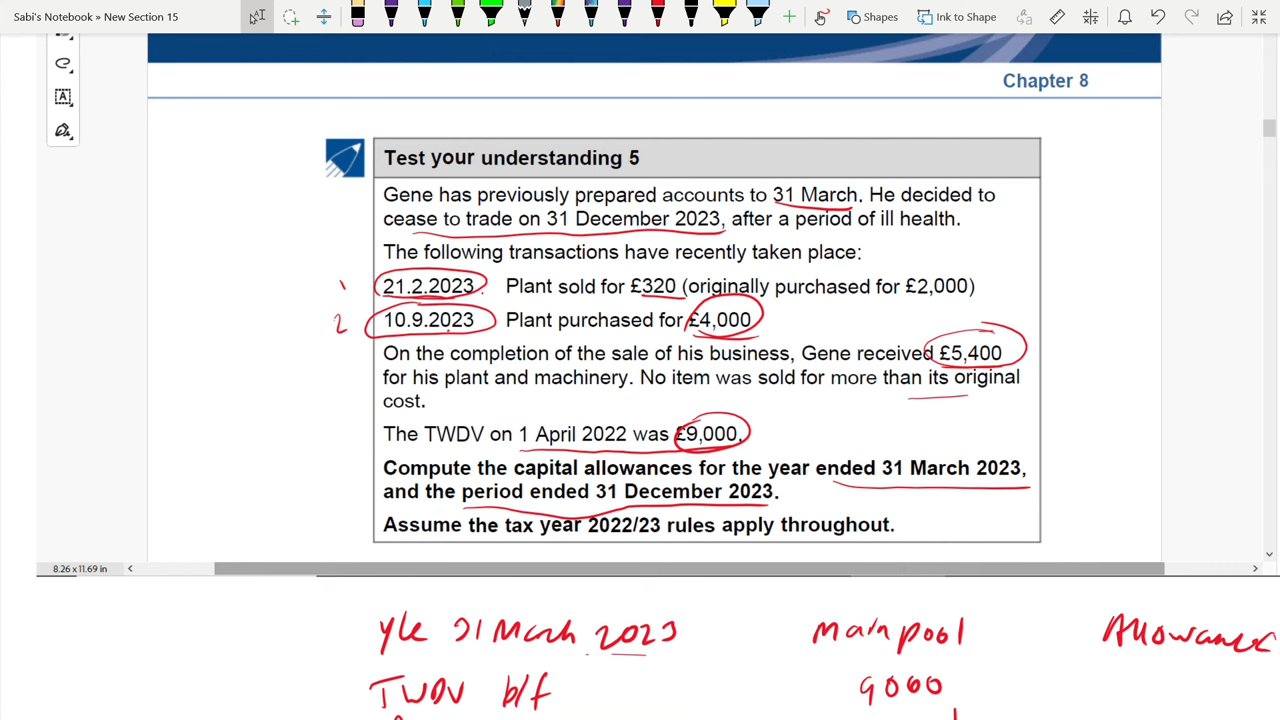 Sabi's Notebook » New Section 15
Shapes
Ink to Shape
Chapter 8
Test your understanding 5
Gene has previously prepared accounts to 31 March. He decided to
cease to trade on 31 December 2023, after a period of ill health.
The following transactions have recently taken place:
1 21.2.2023 Plant sold for £320 (originally purchased for £2,000)
2 10.9.2023 Plant purchased for £4,000
On the completion of the sale of his business, Gene received £5,400
for his plant and machinery. No item was sold for more than its original
cost.
The TWDV on 1 April 2022 was £9,000.
Compute the capital allowances for the year ended 31 March 2023,
and the period ended 31 December 2023.
Assume the tax year 2022/23 rules apply throughout.
8.26 x 11.69 in
y/e 31 March 2023 main pool Allowances
TWDV b/f 9000